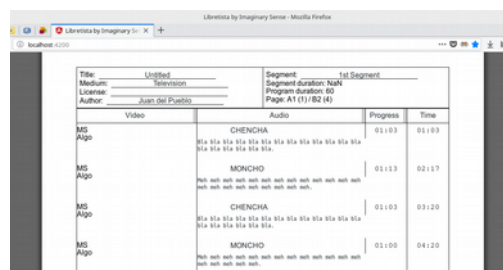 Libretista by Imaginary Sense - Mozilla Firefox
Libretista by Imaginary Se
localhost:4200
Title: Untitled
Medium: Television
License:
Author: Juan del Pueblo
Segment: 1st Segment
Segment duration: NaN
Program duration: 60
Page: A1 (1) / B2 (4)
Video Audio Progress Time
MS CHENCHA 01:03 01:03
Algo
Bla bla bla bla bla bla bla bla bla bla bla bla bla bla
bla bla bla bla bla bla.
MS MONCHO 01:13 02:17
Algo
Meh meh meh meh meh meh meh meh meh meh meh meh meh
meh meh meh meh meh meh meh meh meh.
MS CHENCHA 01:03 03:20
Algo
Bla bla bla bla bla bla bla bla bla bla bla bla bla bla
bla bla bla bla bla bla.
MS MONCHO 01:00 04:20
Algo
Meh meh meh meh meh meh meh meh meh meh meh meh meh
meh meh meh meh meh.